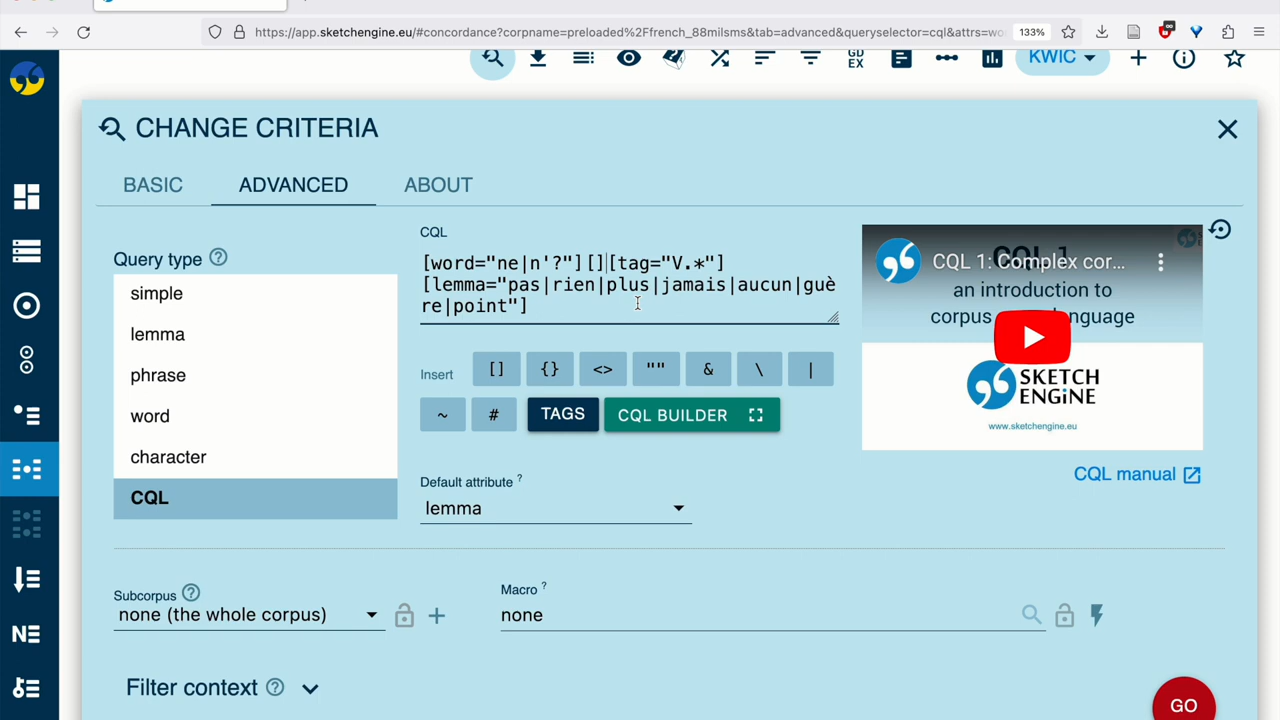 https://app.sketchengine.eu/#concordance?corpname=preloaded%2Ffrench_88milsms&tab=advanced&queryselector=cql&attrs=wo
133%
GD
EX
KWIC
CHANGE CRITERIA
BASIC
ADVANCED
ABOUT
Query type ?
simple
lemma
phrase
word
character
CQL
CQL
[word="ne|n'?"][][tag="V.*"]
[lemma="pas|rien|plus|jamais|aucun|guè
re|point"]
Insert
[] {} <> "" & \ |
~ # TAGS CQL BUILDER
Default attribute ?
lemma
CQL 1: Complex cor...
an introduction to
SKETCH
ENGINE
www.sketchengine.eu
CQL manual
Subcorpus ?
none (the whole corpus)
Macro ?
none
Filter context ?
GO